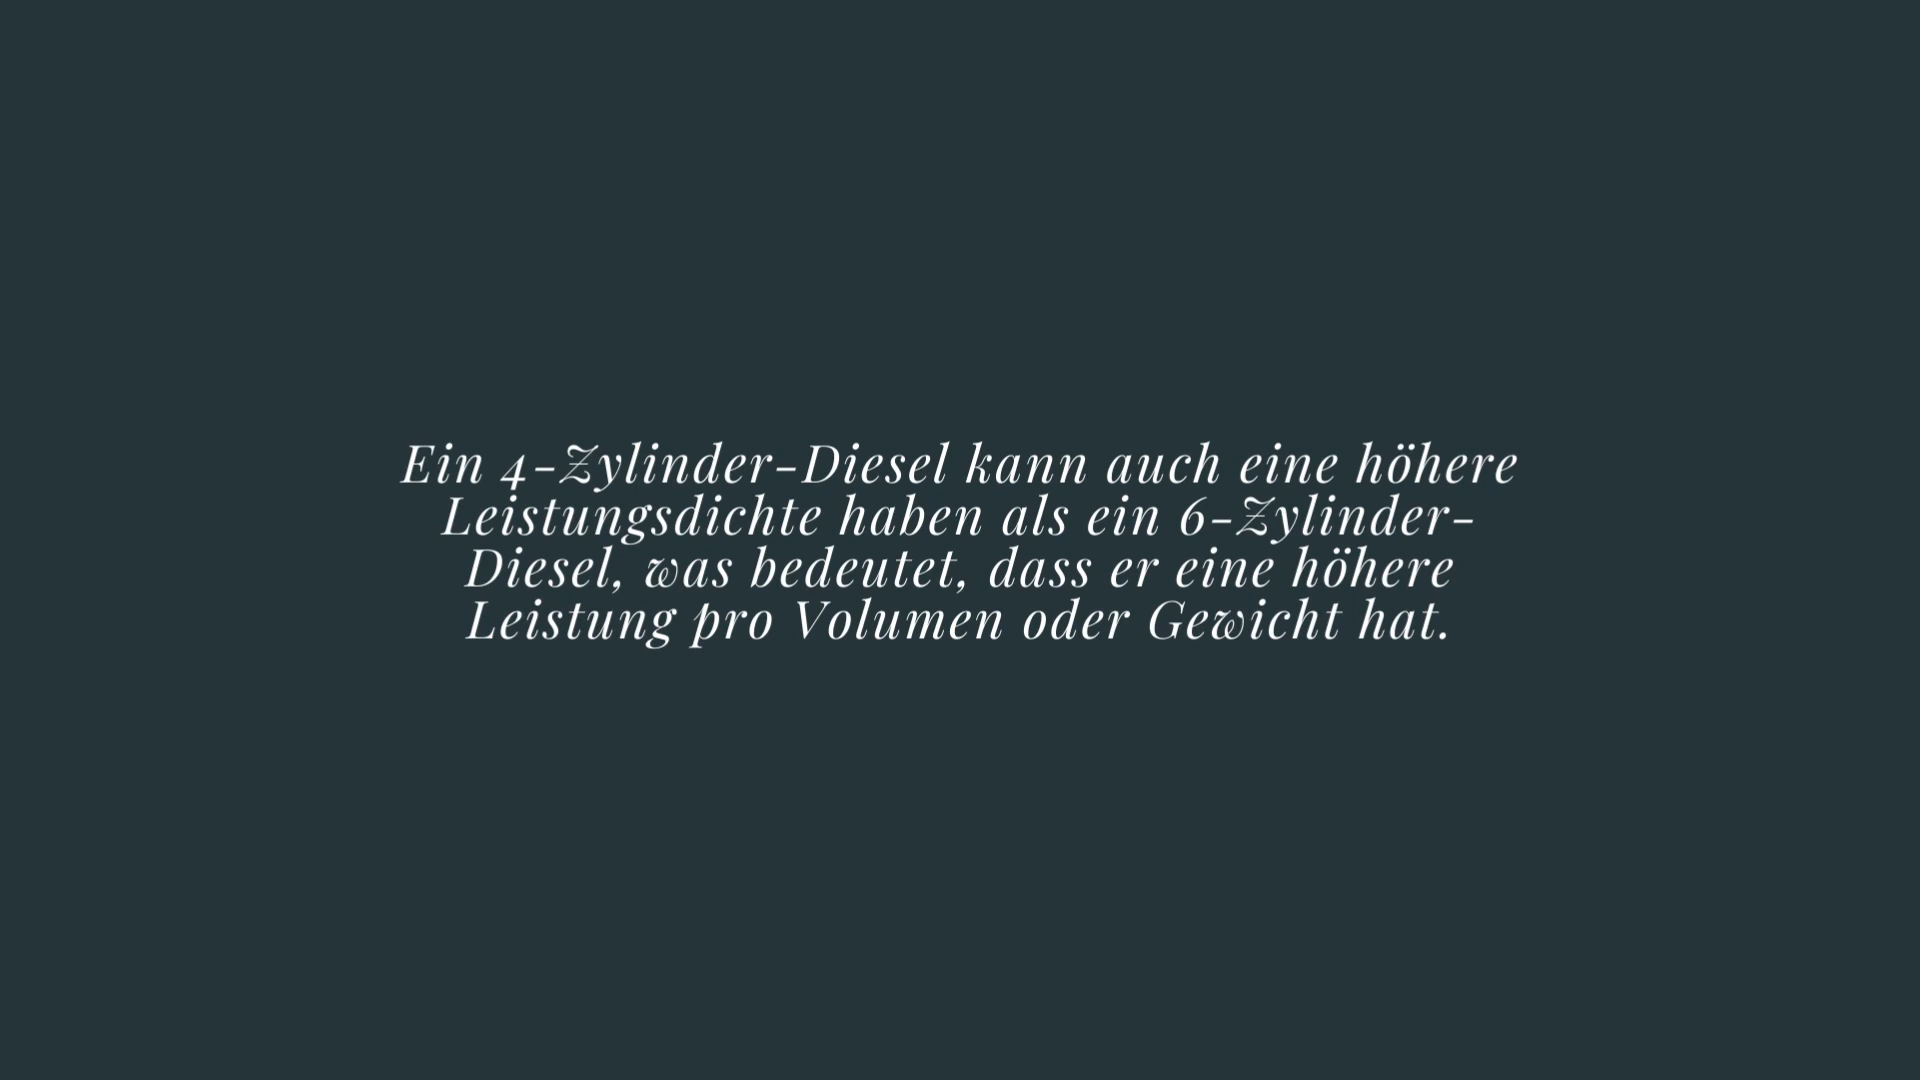 Ein 4-Zylinder-Diesel kann auch eine höhere
Leistungsdichte haben als ein 6-Zylinder-
Diesel, was bedeutet, dass er eine höhere
Leistung pro Volumen oder Gewicht hat.